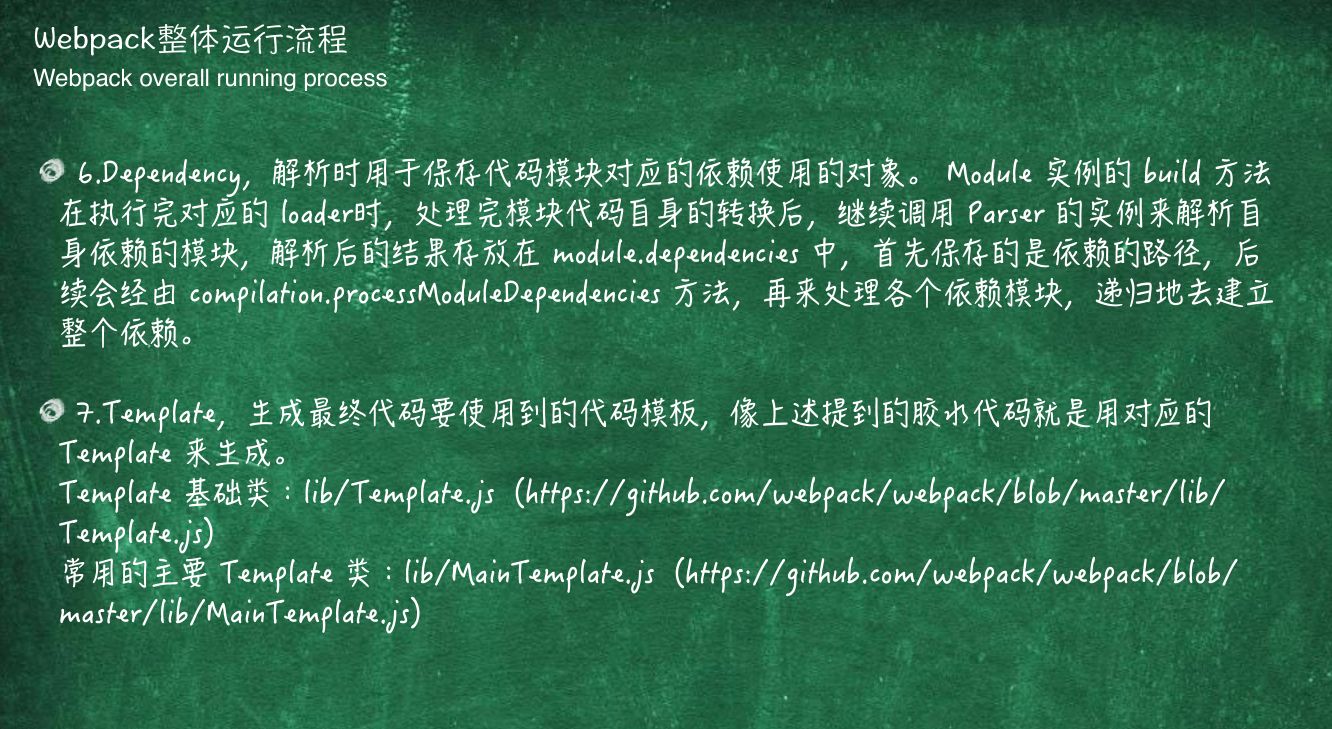 Webpack整体运行流程
Webpack overall running process
6.Dependency，解析时用于保存代码模块对应的依赖使用的对象。 Module 实例的 build 方法
在执行完对应的 loader时，处理完模块代码自身的转换后，继续调用 Parser 的实例来解析自
身依赖的模块，解析后的结果存放在 module.dependencies 中，首先保存的是依赖的路径，后
续会经由 compilation.processModuleDependencies 方法，再来处理各个依赖模块，递归地去建立
整个依赖。
7.Template，生成最终代码要使用到的代码模板，像上述提到的胶水代码就是用对应的
Template 来生成。
Template 基础类：lib/Template.js（https://github.com/webpack/webpack/blob/master/lib/
Template.js)
常用的主要 Template 类：lib/MainTemplate.js（https://github.com/webpack/webpack/blob/
master/lib/MainTemplate.js)